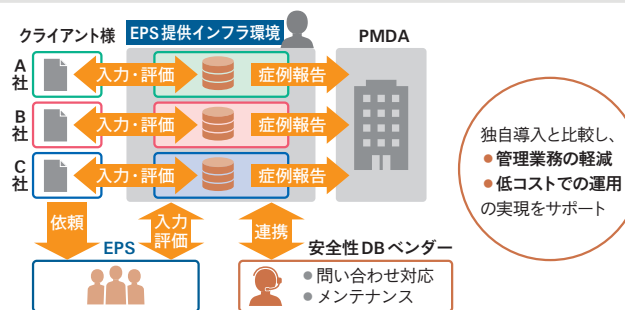 クライアント様
EPS提供インフラ環境
PMDA
A社
入力・評価
症例報告
B社
入力・評価
症例報告
C社
入力・評価
症例報告
依頼
入力
評価
連携
EPS
安全性DBベンダー
● 問い合わせ対応
● メンテナンス
独自導入と比較し、
● 管理業務の軽減
● 低コストでの運用
の実現をサポート